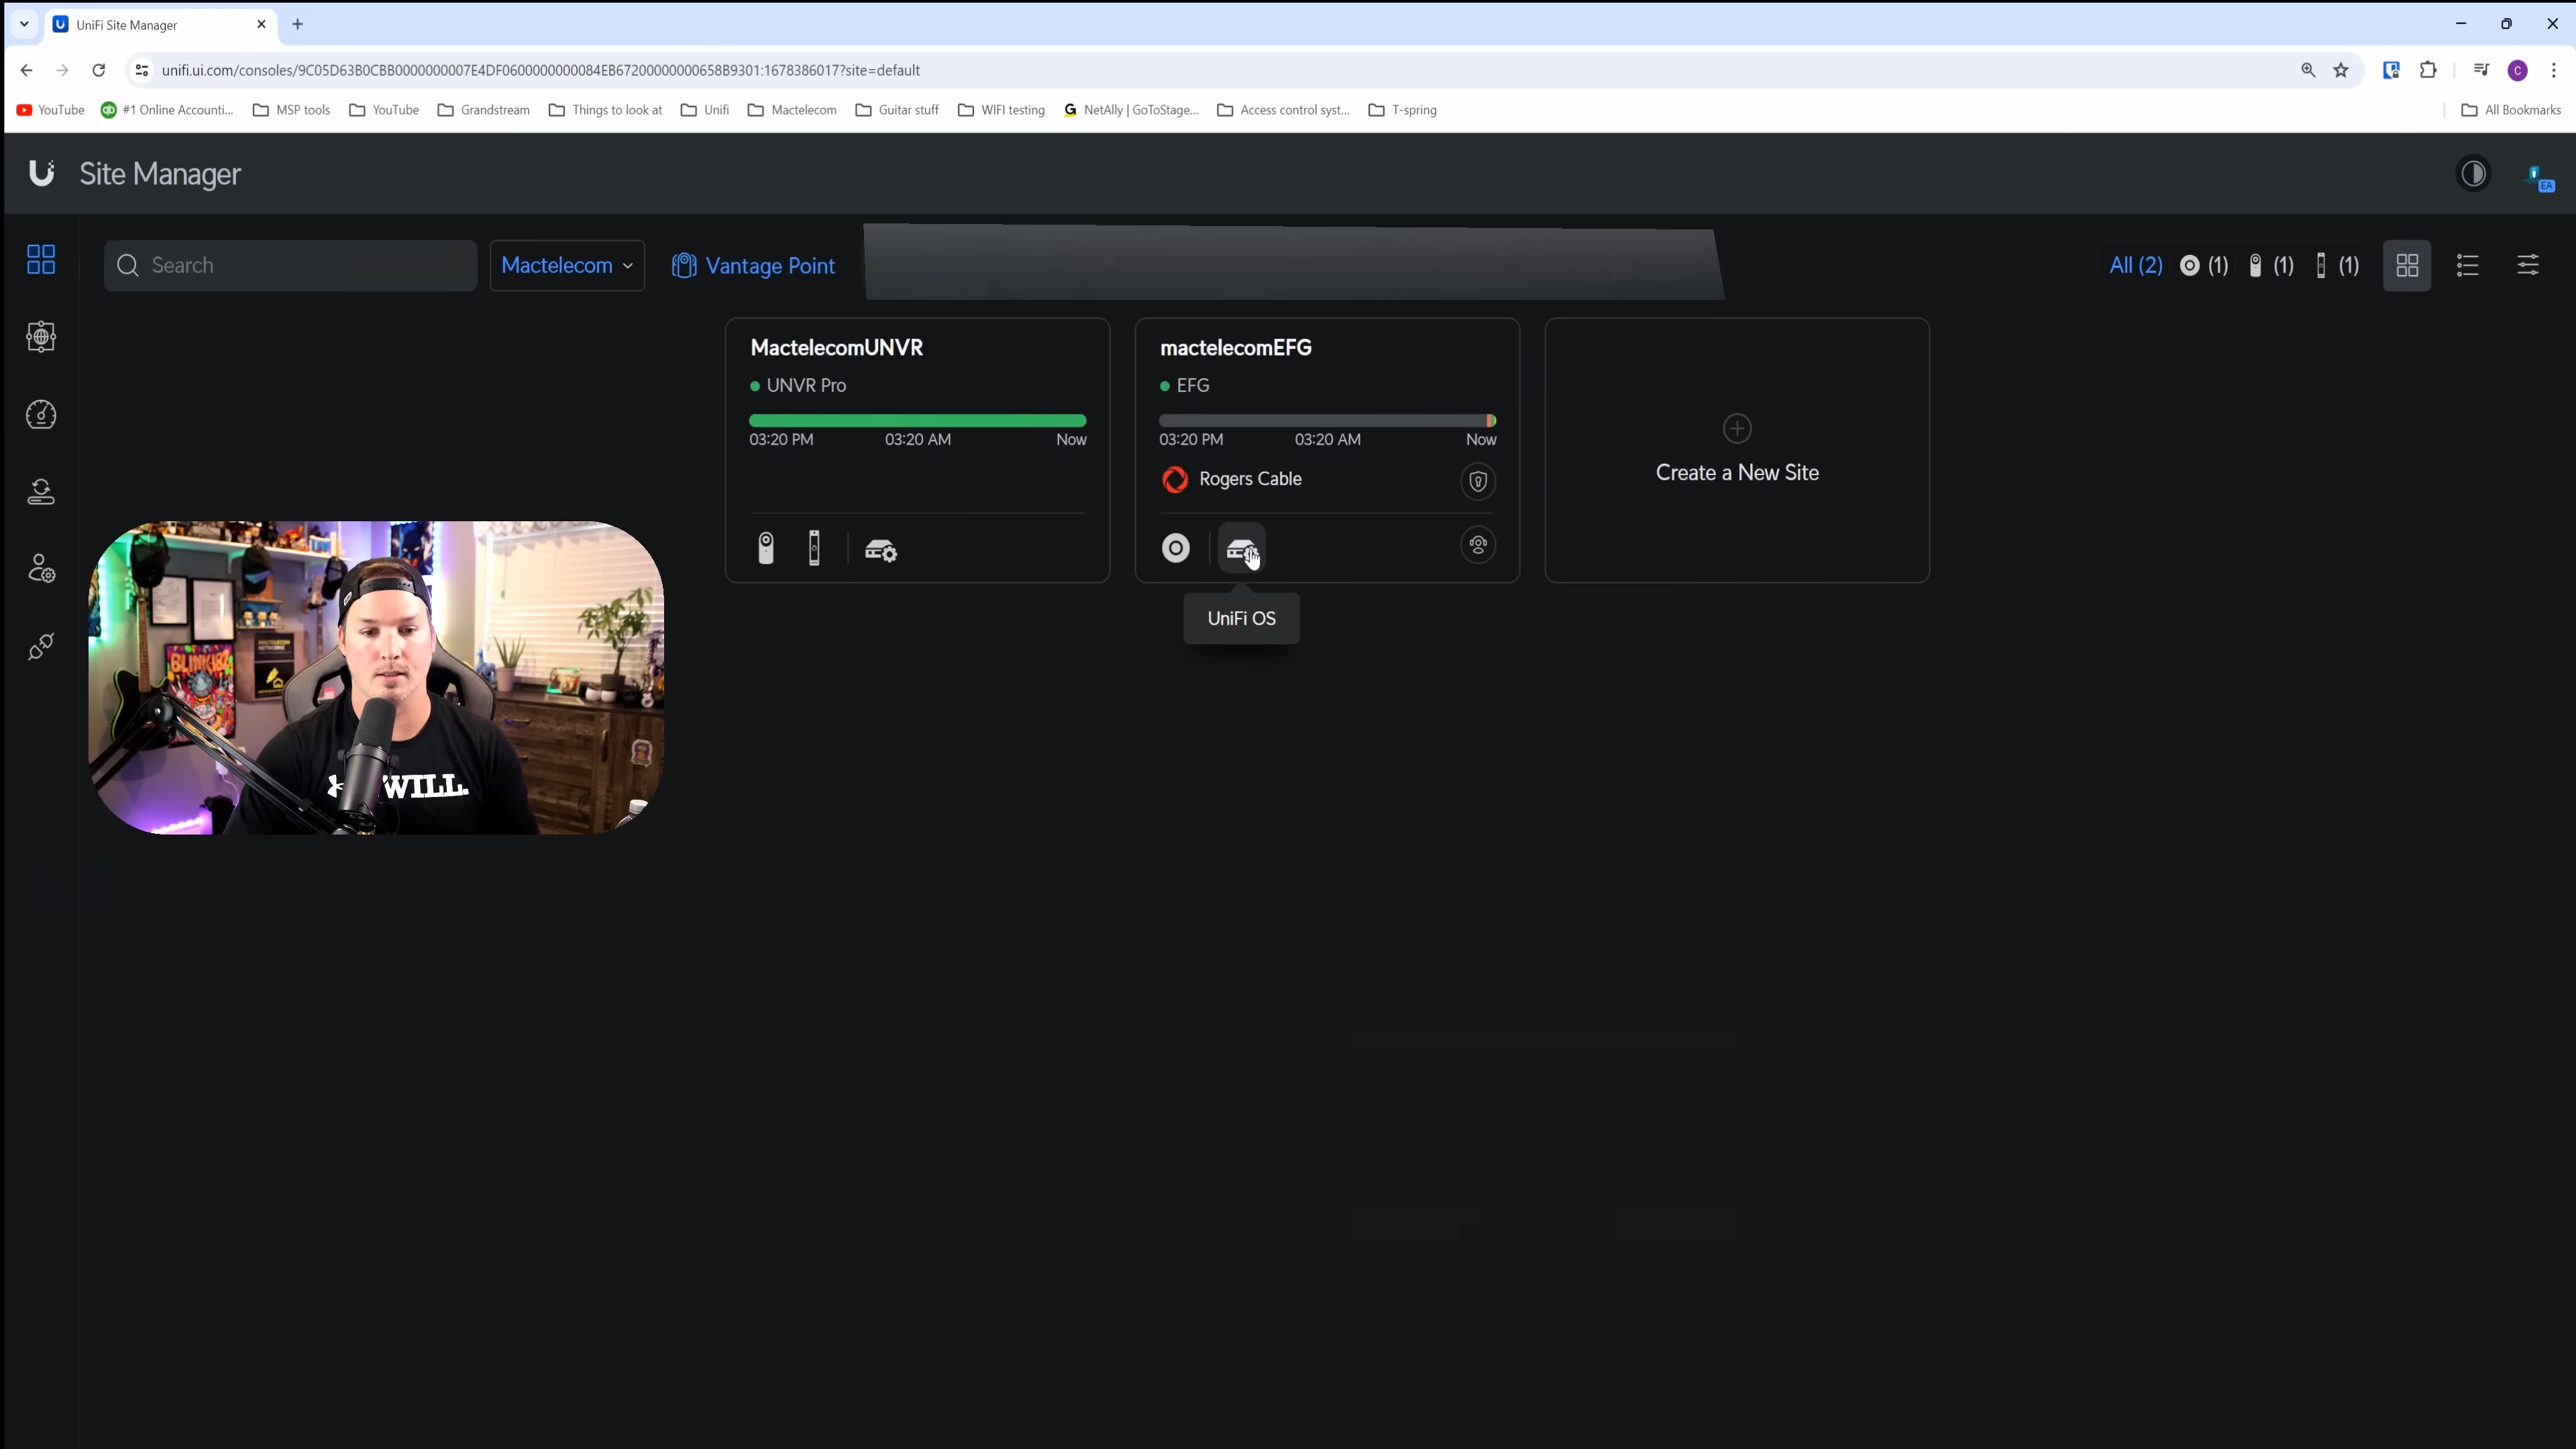 UniFi Site Manager
unifi.ui.com/consoles/9C05D63B0CBB0000000007E4DF0600000000084EB67200000000658B9301:1678386017?site=default
C
YouTube #1 Online Accounti... MSP tools YouTube Grandstream Things to look at Unifi Mactelecom Guitar stuff WIFI testing NetAlly | GoToStage... Access control syst... T-spring All Bookmarks
Site Manager
EA
Search Mactelecom Vantage Point All (2) (1) (1) (1)
MactelecomUNVR
UNVR Pro
03:20 PM 03:20 AM Now
mactelecomEFG
EFG
03:20 PM 03:20 AM Now
Rogers Cable
UniFi OS
Create a New Site
BLINK182
WILL.